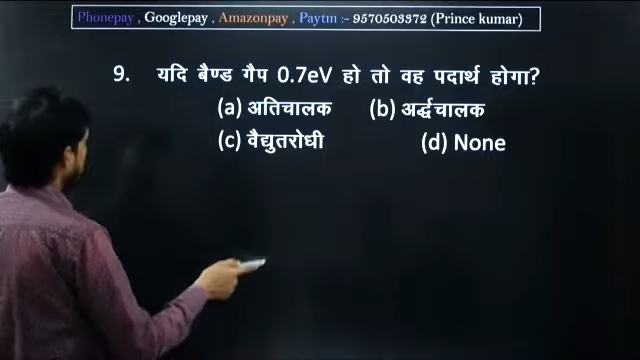 Phonepay , Googlepay , Amazonpay , Paytm :- 9570503372 (Prince kumar)
9. यदि बैण्ड गैप 0.7eV हो तो वह पदार्थ होगा?
(a) अतिचालक (b) अर्द्धचालक
(c) वैद्युतरोधी (d) None